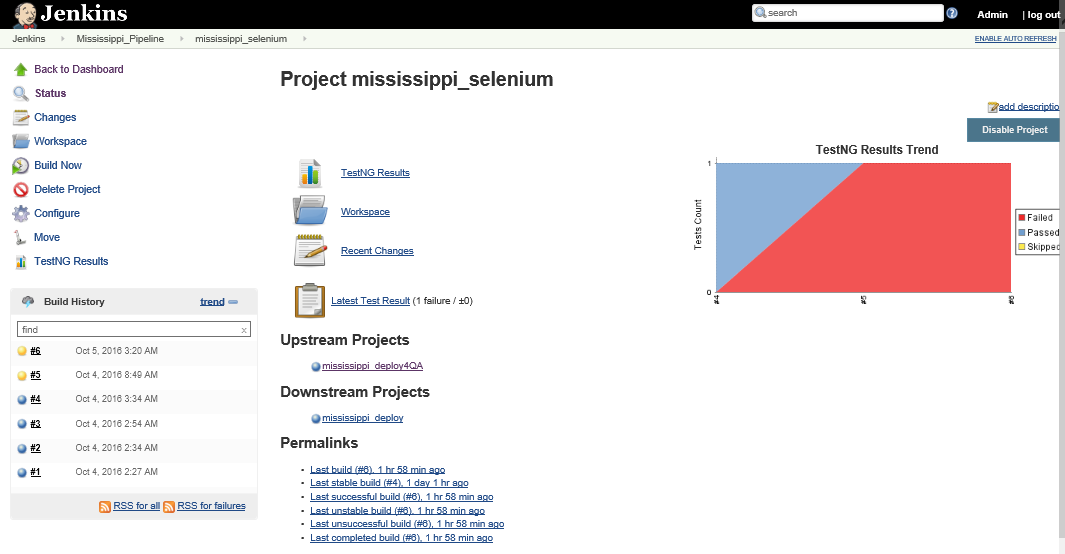 Jenkins
search
Admin
| log out
Jenkins
Mississippi_Pipeline
mississippi_selenium
ENABLE AUTO REFRESH
Back to Dashboard
Status
Changes
Workspace
Build Now
Delete Project
Configure
Move
TestNG Results
Build History
trend
find
x
#6 Oct 5, 2016 3:20 AM
#5 Oct 4, 2016 8:49 AM
#4 Oct 4, 2016 3:34 AM
#3 Oct 4, 2016 2:54 AM
#2 Oct 4, 2016 2:34 AM
#1 Oct 4, 2016 2:27 AM
RSS for all RSS for failures
Project mississippi_selenium
add descriptio
Disable Project
TestNG Results
Workspace
Recent Changes
Latest Test Result (1 failure / ±0)
TestNG Results Trend
Tests Count
1
0
#4
#5
#6
Failed
Passed
Skipped
Upstream Projects
mississippi_deploy4QA
Downstream Projects
mississippi_deploy
Permalinks
Last build (#6), 1 hr 58 min ago
Last stable build (#4), 1 day 1 hr ago
Last successful build (#6), 1 hr 58 min ago
Last unstable build (#6), 1 hr 58 min ago
Last unsuccessful build (#6), 1 hr 58 min ago
Last completed build (#6), 1 hr 58 min ago